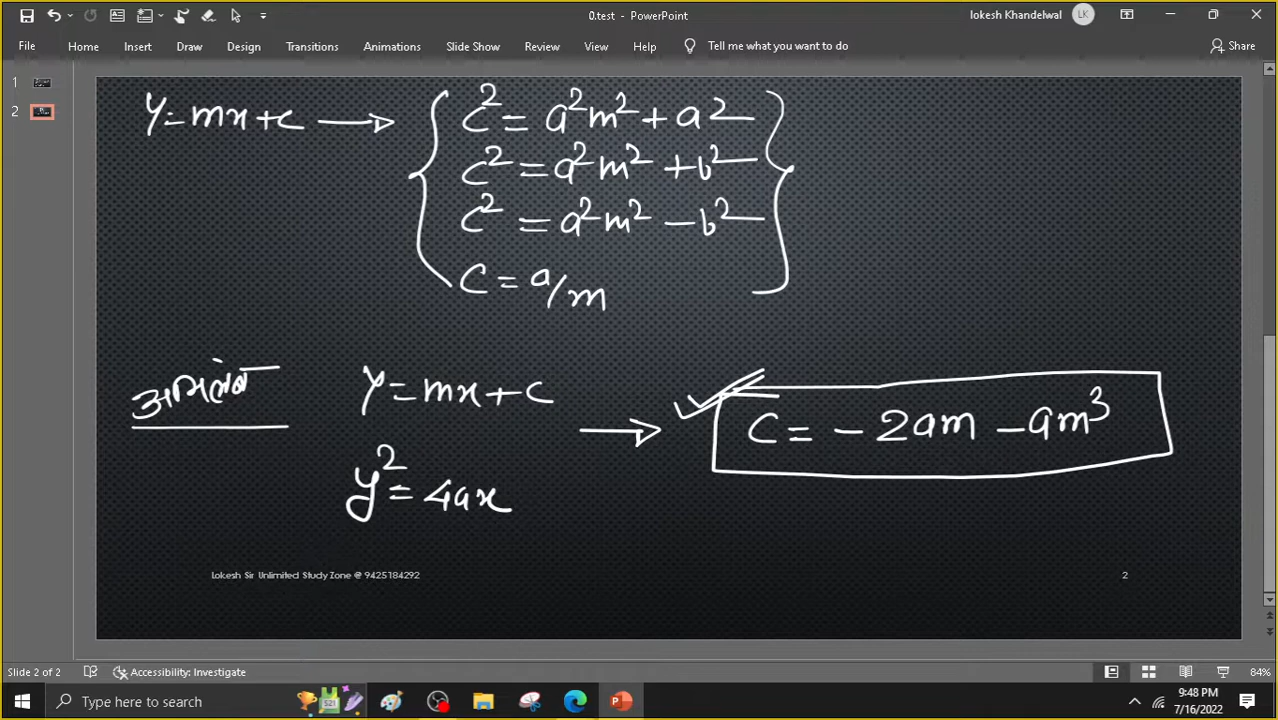 0.test - PowerPoint
lokesh Khandelwal LK
File Home Insert Draw Design Transitions Animations Slide Show Review View Help Tell me what you want to do Share
1
2
Y=mx+c → { c² = a²m² + a2
c² = a²m² + b²
c² = a²m² - b²
C = a/m }
अभिलंब
Y=mx+c
→ C = -2am - am³
y² = 4ax
Lokesh Sir Unlimited Study Zone @ 9425184292 2
Slide 2 of 2 Accessibility: Investigate 84%
Type here to search
9:48 PM
7/16/2022